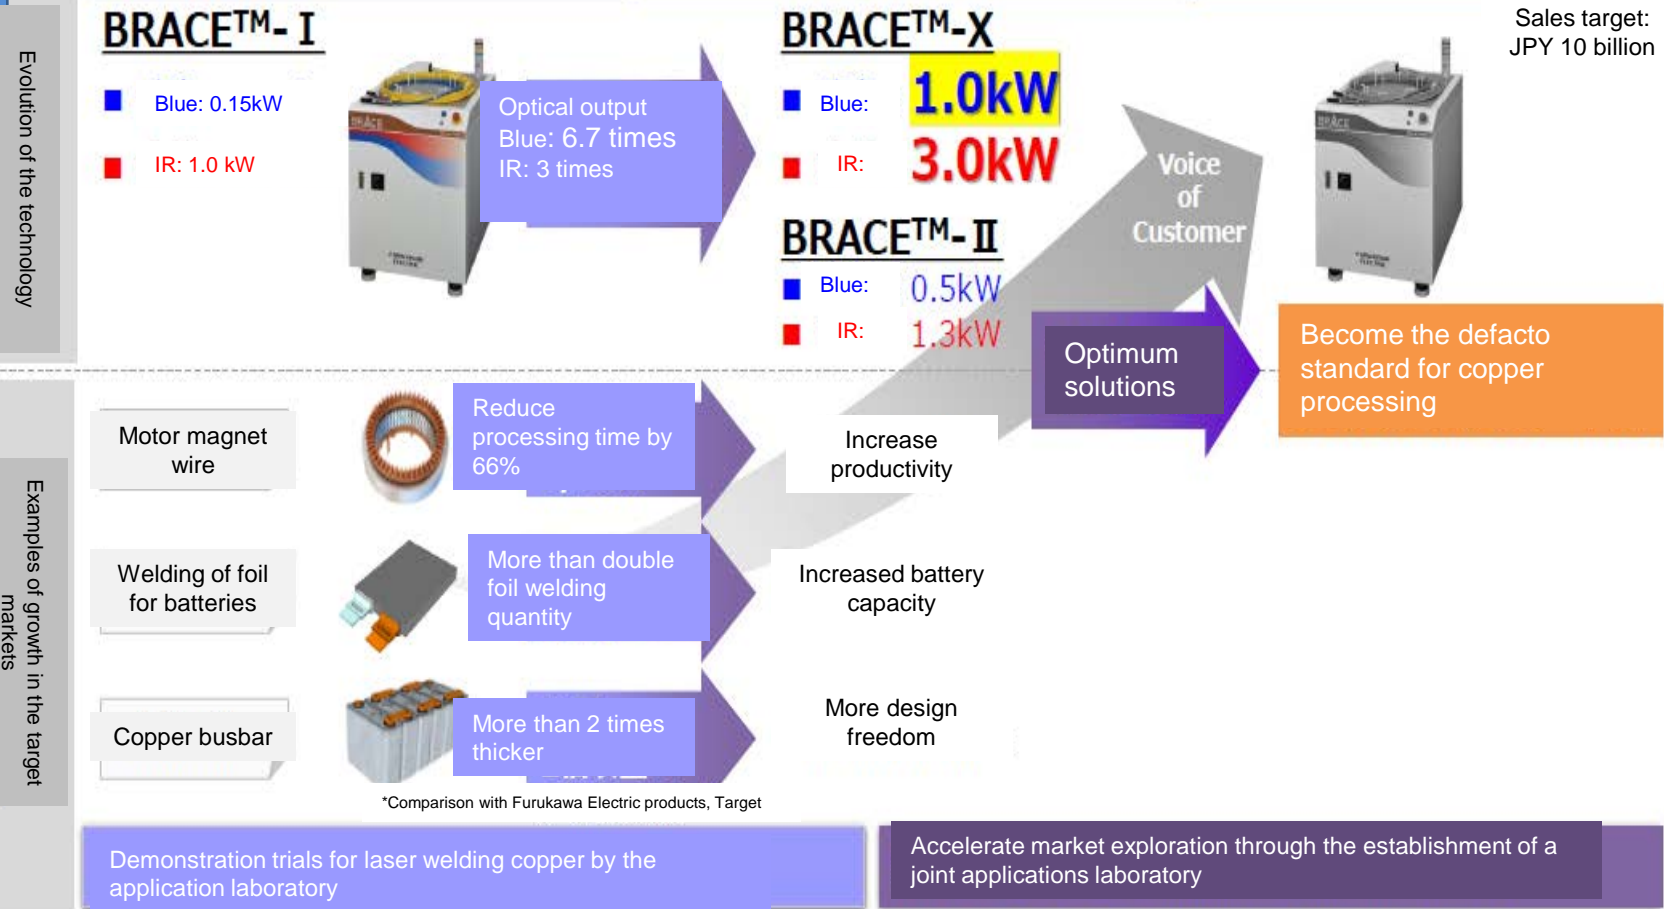 Evolution of the technology
BRACE™-I
Blue: 0.15kW
IR: 1.0 kW
BRACE
Optical output
Blue: 6.7 times
IR: 3 times
BRACE™-X
Blue: 1.0kW
IR: 3.0kW
BRACE™-II
Blue: 0.5kW
IR: 1.3kW
Voice
of
Customer
Sales target:
JPY 10 billion
BRACE
Optimum
solutions
Become the defacto
standard for copper
processing
Examples of growth in the target
markets
Motor magnet
wire
Reduce
processing time by
66%
Increase
productivity
Welding of foil
for batteries
More than double
foil welding
quantity
Increased battery
capacity
Copper busbar
More than 2 times
thicker
More design
freedom
*Comparison with Furukawa Electric products, Target
Demonstration trials for laser welding copper by the
application laboratory
Accelerate market exploration through the establishment of a
joint applications laboratory